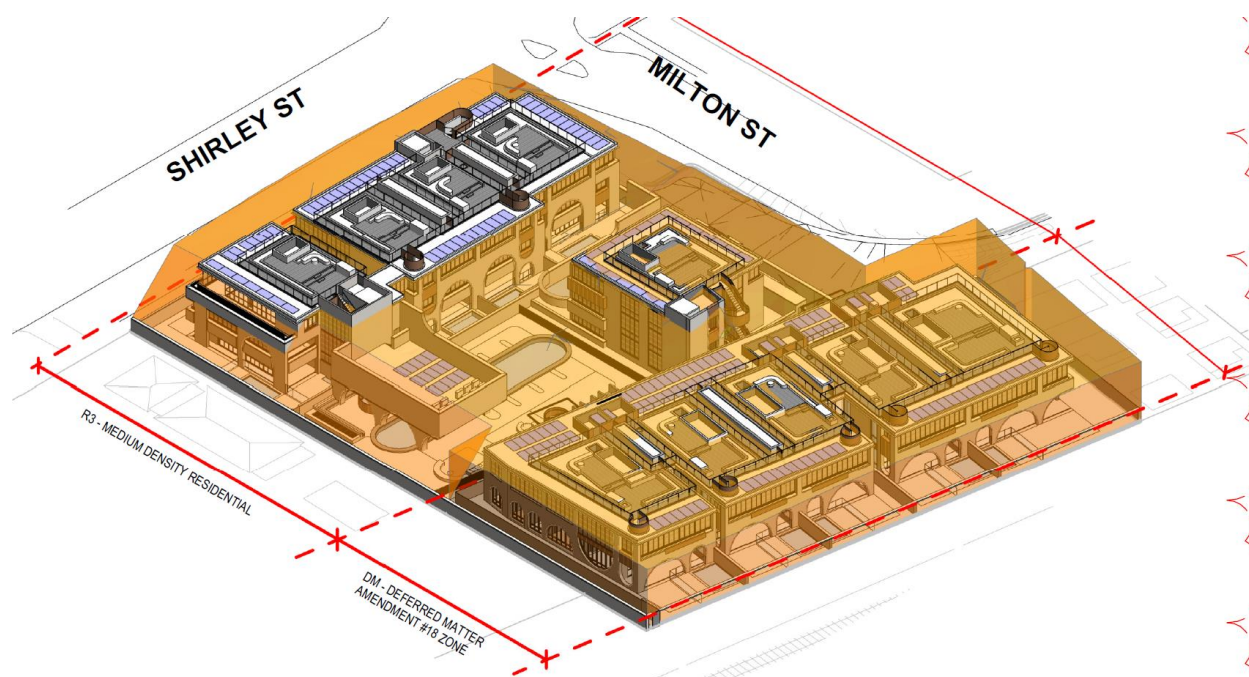 SHIRLEY ST
MILTON ST
R3 - MEDIUM DENSITY RESIDENTIAL
DM - DEFERRED MATTER
AMENDMENT #18 ZONE